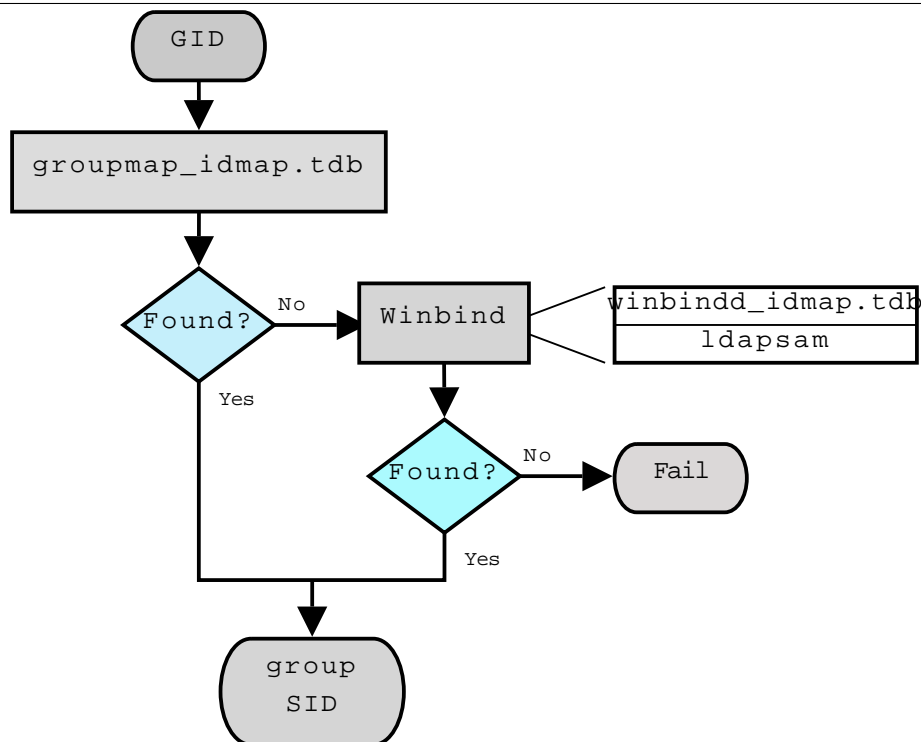 GID
groupmap_idmap.tdb
Found?
No
Winbind
winbindd_idmap.tdb
ldapsam
Yes
Found?
No
Fail
Yes
group
SID